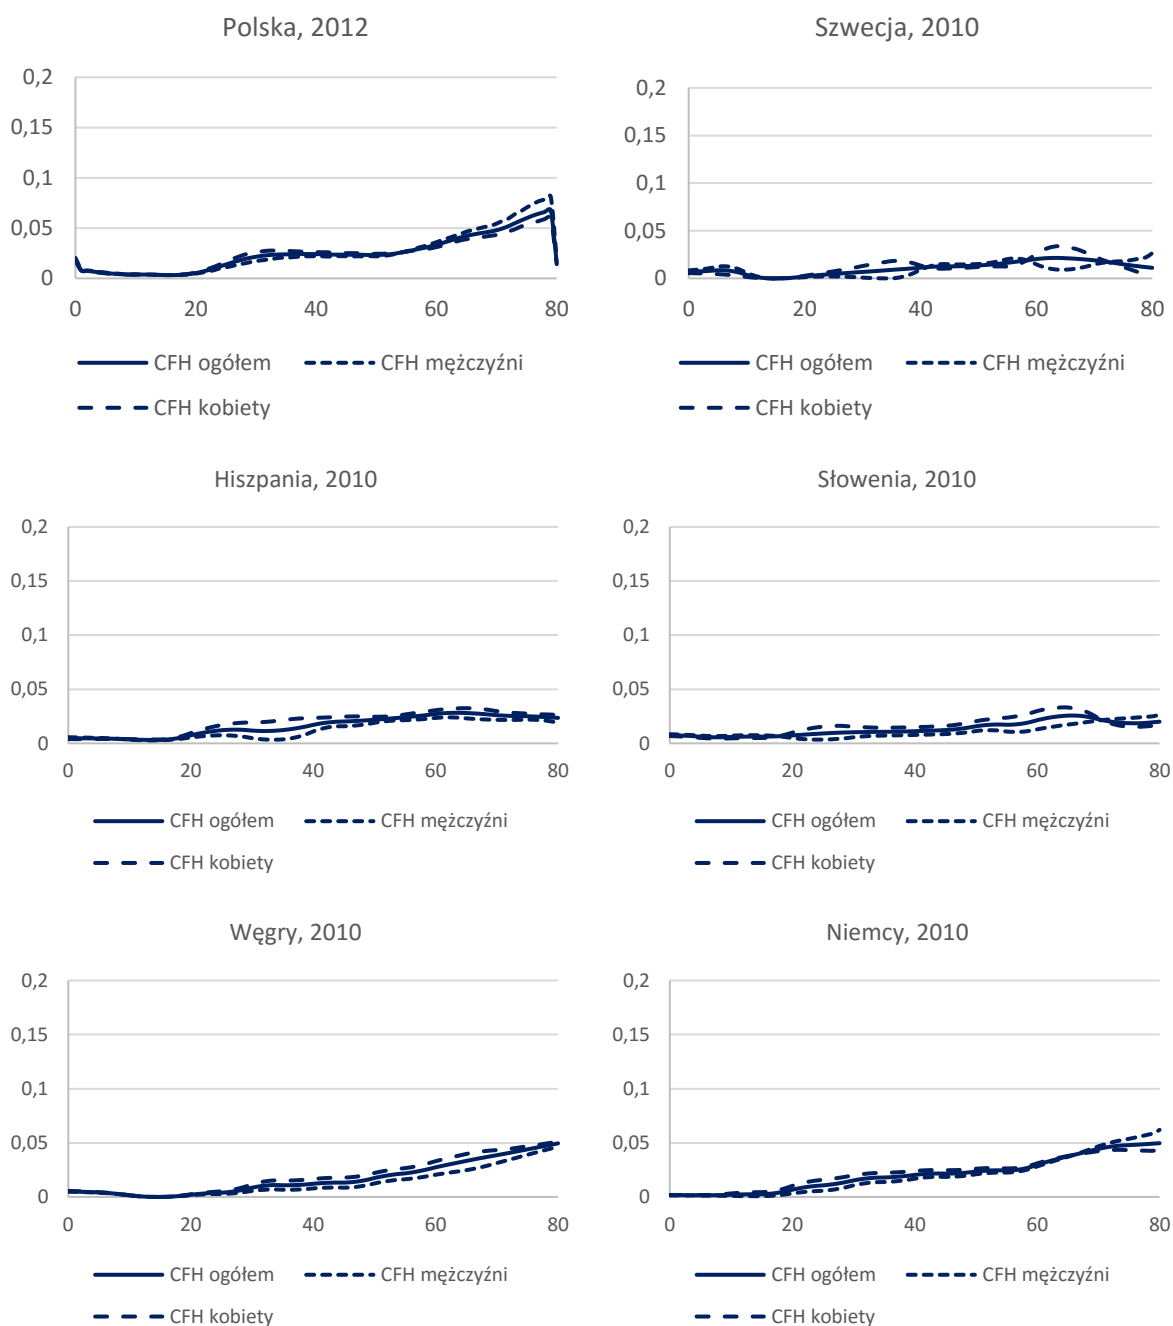 Polska, 2012
0,2
0,15
0,1
0,05
0
0 20 40 60 80
CFH ogółem CFH mężczyźni
CFH kobiety
Szwecja, 2010
0,2
0,15
0,1
0,05
0
0 20 40 60 80
CFH ogółem CFH mężczyźni
CFH kobiety
Hiszpania, 2010
0,2
0,15
0,1
0,05
0
0 20 40 60 80
CFH ogółem CFH mężczyźni
CFH kobiety
Słowenia, 2010
0,2
0,15
0,1
0,05
0
0 20 40 60 80
CFH ogółem CFH mężczyźni
CFH kobiety
Węgry, 2010
0,2
0,15
0,1
0,05
0
0 20 40 60 80
CFH ogółem CFH mężczyźni
CFH kobiety
Niemcy, 2010
0,2
0,15
0,1
0,05
0
0 20 40 60 80
CFH ogółem CFH mężczyźni
CFH kobiety